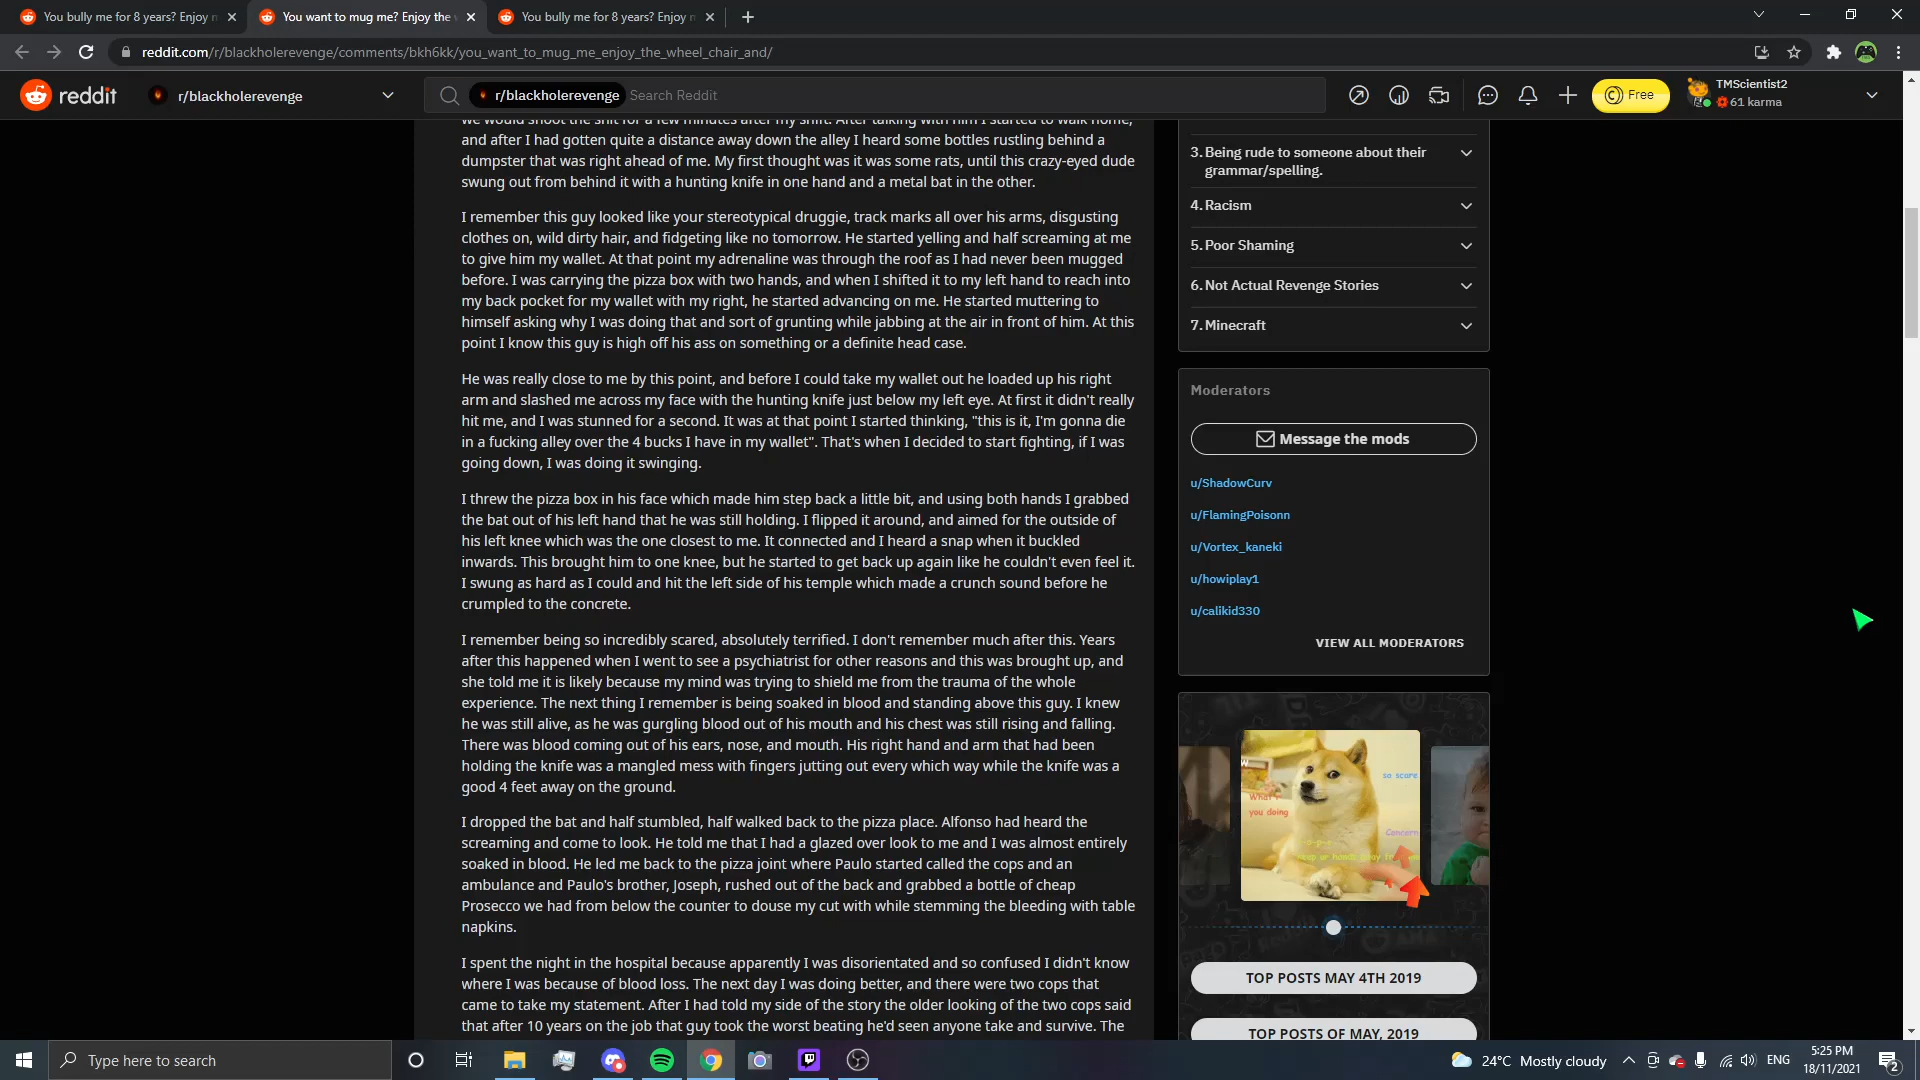 You bully me for 8 years? Enjoy m
You want to mug me? Enjoy the w
You bully me for 8 years? Enjoy m
reddit.com/r/blackholerevenge/comments/bkh6kk/you_want_to_mug_me_enjoy_the_wheel_chair_and/
reddit
r/blackholerevenge
r/blackholerevenge
Search Reddit
Free
TMScientist2
61 karma
we would shoot the shit for a few minutes after my shift. After talking with him I started to walk home,
and after I had gotten quite a distance away down the alley I heard some bottles rustling behind a
dumpster that was right ahead of me. My first thought was it was some rats, until this crazy-eyed dude
swung out from behind it with a hunting knife in one hand and a metal bat in the other.
I remember this guy looked like your stereotypical druggie, track marks all over his arms, disgusting
clothes on, wild dirty hair, and fidgeting like no tomorrow. He started yelling and half screaming at me
to give him my wallet. At that point my adrenaline was through the roof as I had never been mugged
before. I was carrying the pizza box with two hands, and when I shifted it to my left hand to reach into
my back pocket for my wallet with my right, he started advancing on me. He started muttering to
himself asking why I was doing that and sort of grunting while jabbing at the air in front of him. At this
point I know this guy is high off his ass on something or a definite head case.
He was really close to me by this point, and before I could take my wallet out he loaded up his right
arm and slashed me across my face with the hunting knife just below my left eye. At first it didn't really
hit me, and I was stunned for a second. It was at that point I started thinking, "this is it, I'm gonna die
in a fucking alley over the 4 bucks I have in my wallet". That's when I decided to start fighting, if I was
going down, I was doing it swinging.
I threw the pizza box in his face which made him step back a little bit, and using both hands I grabbed
the bat out of his left hand that he was still holding. I flipped it around, and aimed for the outside of
his left knee which was the one closest to me. It connected and I heard a snap when it buckled
inwards. This brought him to one knee, but he started to get back up again like he couldn't even feel it.
I swung as hard as I could and hit the left side of his temple which made a crunch sound before he
crumpled to the concrete.
I remember being so incredibly scared, absolutely terrified. I don't remember much after this. Years
after this happened when I went to see a psychiatrist for other reasons and this was brought up, and
she told me it is likely because my mind was trying to shield me from the trauma of the whole
experience. The next thing I remember is being soaked in blood and standing above this guy. I knew
he was still alive, as he was gurgling blood out of his mouth and his chest was still rising and falling.
There was blood coming out of his ears, nose, and mouth. His right hand and arm that had been
holding the knife was a mangled mess with fingers jutting out every which way while the knife was a
good 4 feet away on the ground.
I dropped the bat and half stumbled, half walked back to the pizza place. Alfonso had heard the
screaming and come to look. He told me that I had a glazed over look to me and I was almost entirely
soaked in blood. He led me back to the pizza joint where Paulo started called the cops and an
ambulance and Paulo's brother, Joseph, rushed out of the back and grabbed a bottle of cheap
Prosecco we had from below the counter to douse my cut with while stemming the bleeding with table
napkins.
I spent the night in the hospital because apparently I was disorientated and so confused I didn't know
where I was because of blood loss. The next day I was doing better, and there were two cops that
came to take my statement. After I had told my side of the story the older looking of the two cops said
that after 10 years on the job that guy took the worst beating he'd seen anyone take and survive. The
3. Being rude to someone about their
grammar/spelling.
4. Racism
5. Poor Shaming
6. Not Actual Revenge Stories
7. Minecraft
Moderators
Message the mods
u/ShadowCurv
u/FlamingPoisonn
u/Vortex_kaneki
u/howiplay1
u/calikid330
VIEW ALL MODERATORS
W
so scare
What r
you doing
Concern
TOP POSTS MAY 4TH 2019
TOP POSTS OF MAY, 2019
Type here to search
24°C Mostly cloudy
ENG
5:25 PM
18/11/2021
2